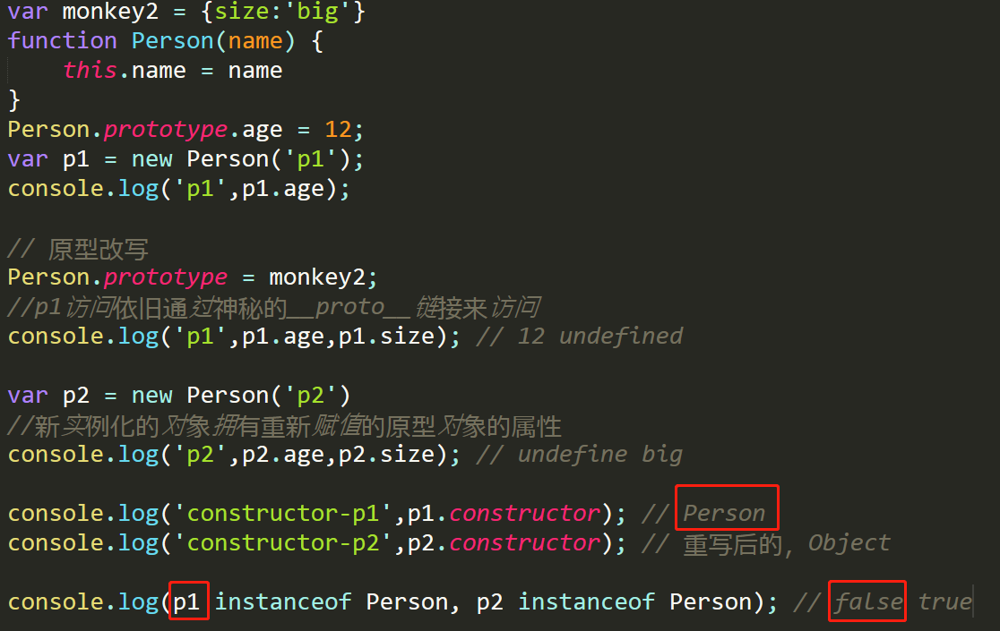 var monkey2 = {size:'big'}
function Person(name) {
this.name = name
}
Person.prototype.age = 12;
var p1 = new Person('p1');
console.log('p1',p1.age);
// 原型改写
Person.prototype = monkey2;
//p1访问依旧通过神秘的__proto__链接来访问
console.log('p1',p1.age,p1.size); // 12 undefined
var p2 = new Person('p2')
//新实例化的对象拥有重新赋值的原型对象的属性
console.log('p2',p2.age,p2.size); // undefine big
console.log('constructor-p1',p1.constructor); // Person
console.log('constructor-p2',p2.constructor); // 重写后的, Object
console.log(p1 instanceof Person, p2 instanceof Person); // false true